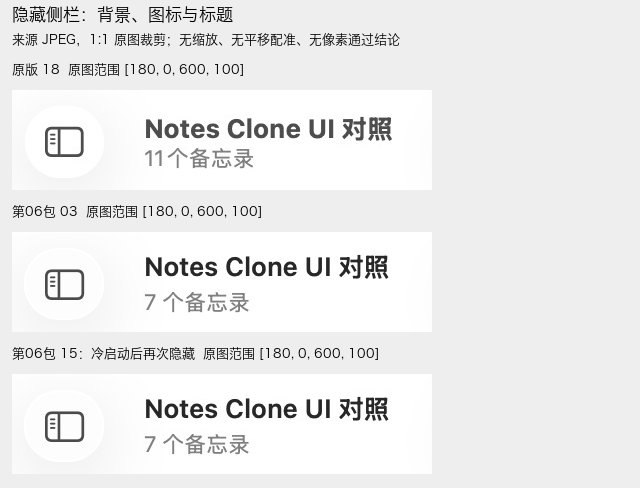 隐藏侧栏：背景、图标与标题
来源 JPEG，1:1 原图裁剪；无缩放、无平移配准、无像素通过结论
原版 18  原图范围 [180, 0, 600, 100]
Notes Clone UI 对照
11个备忘录
第06包 03  原图范围 [180, 0, 600, 100]
Notes Clone UI 对照
7 个备忘录
第06包 15：冷启动后再次隐藏  原图范围 [180, 0, 600, 100]
Notes Clone UI 对照
7 个备忘录